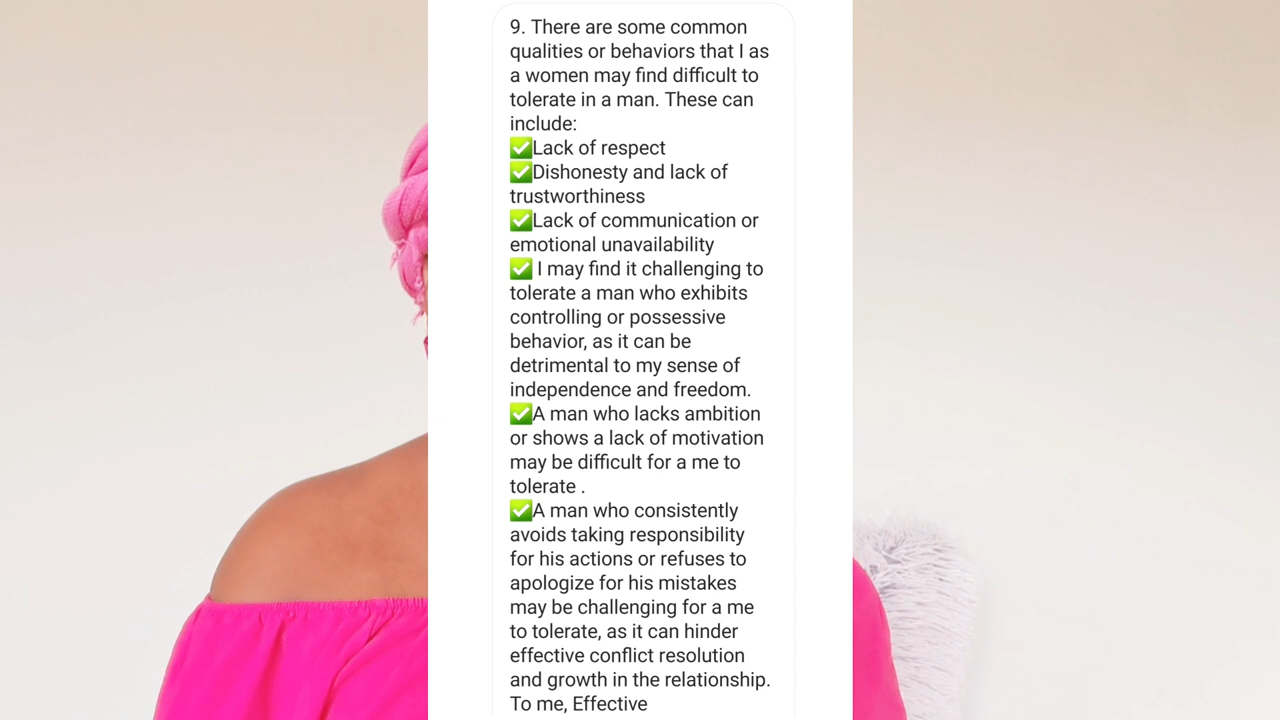 9. There are some common
qualities or behaviors that I as
a women may find difficult to
tolerate in a man. These can
include:
✅Lack of respect
✅Dishonesty and lack of
trustworthiness
✅Lack of communication or
emotional unavailability
✅ I may find it challenging to
tolerate a man who exhibits
controlling or possessive
behavior, as it can be
detrimental to my sense of
independence and freedom.
✅A man who lacks ambition
or shows a lack of motivation
may be difficult for a me to
tolerate .
✅A man who consistently
avoids taking responsibility
for his actions or refuses to
apologize for his mistakes
may be challenging for a me
to tolerate, as it can hinder
effective conflict resolution
and growth in the relationship.
To me, Effective